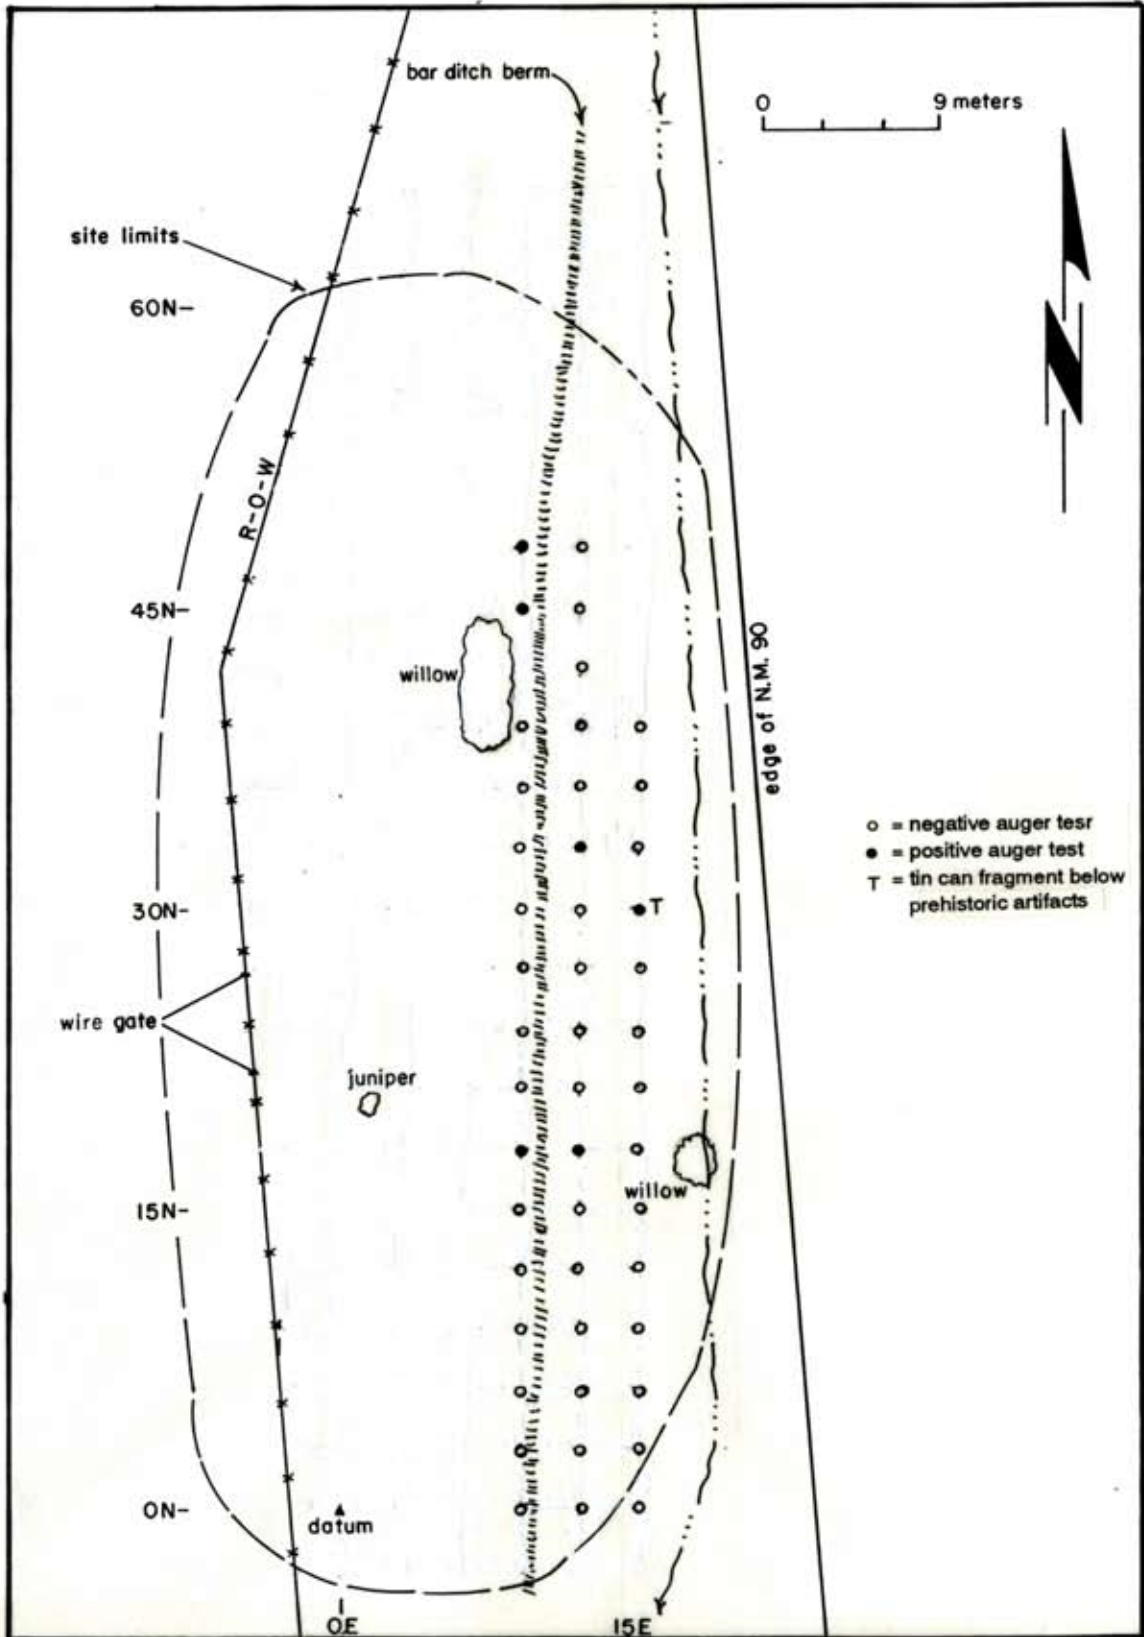 bar ditch berm
0 9 meters
site limits
60N-
R-O-W
45N-
willow
edge of N.M. 90
o = negative auger tesr
● = positive auger test
T = tin can fragment below
prehistoric artifacts
30N-
T
wire gate
juniper
willow
15N-
0N-
datum
0E
15E
N